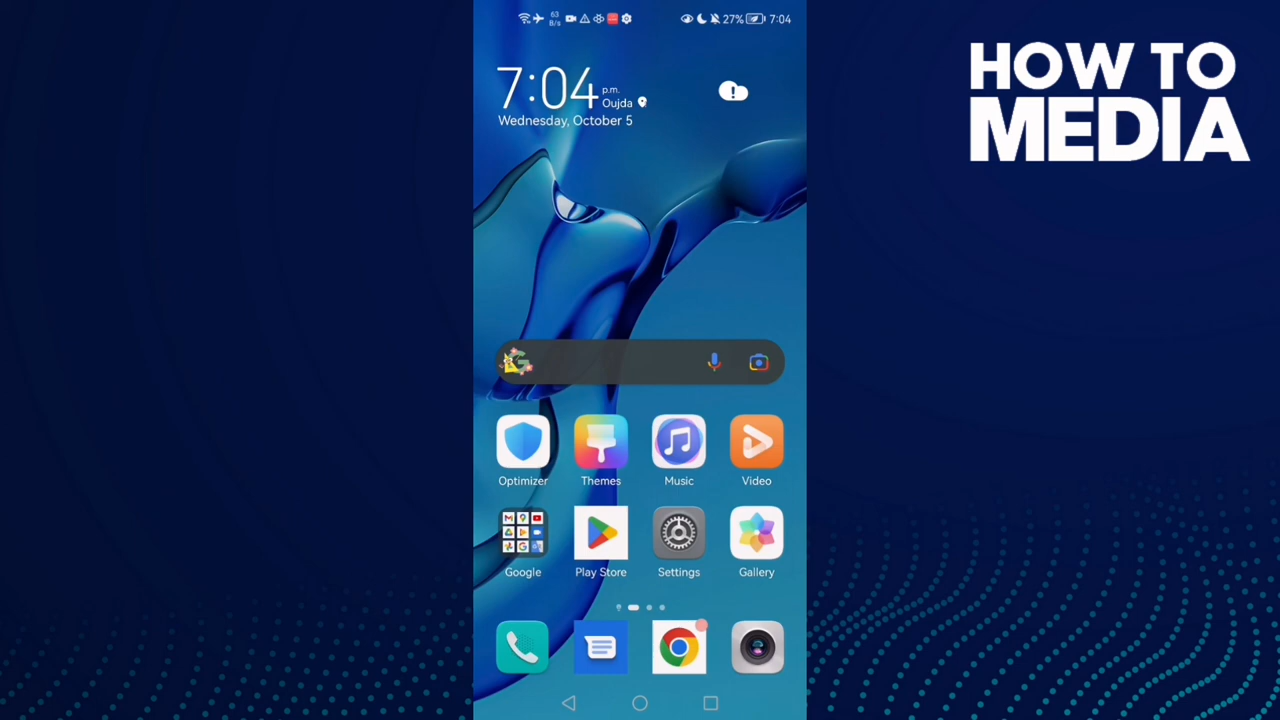 63
B/s
27%
7:04
HOW TO
MEDIA
7:04
p.m.
Oujda
Wednesday, October 5
Optimizer
Themes
Music
Video
Google
Play Store
Settings
Gallery